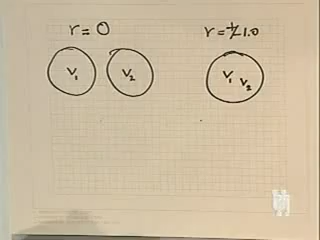 r = 0
r = ± 1.0
V₁
V₂
V₁
V₂